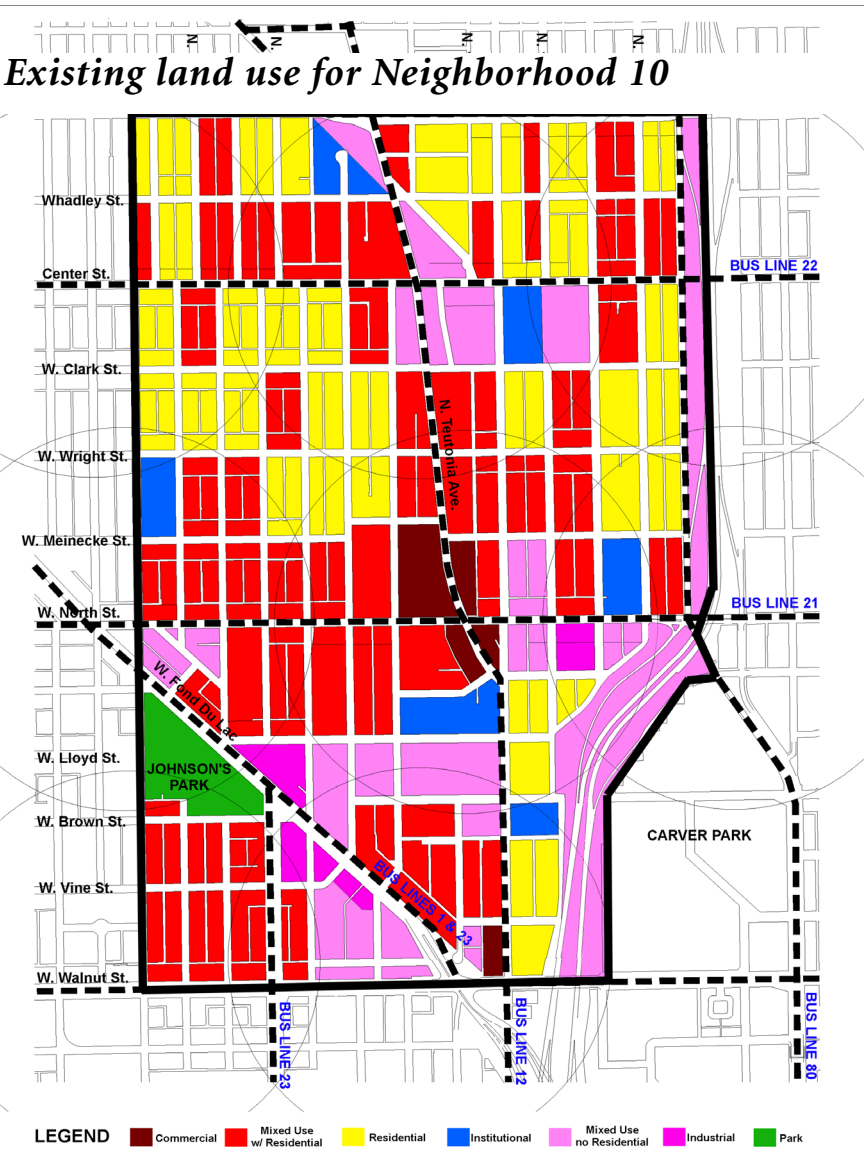 N.
N.
N.
N.
N.
Existing land use for Neighborhood 10
Whadley St.
BUS LINE 22
Center St.
W. Clark St.
N. Teutonia Ave.
W. Wright St.
W. Meinecke St.
BUS LINE 21
W. North St.
W. Fond Du Lac
W. Lloyd St.
JOHNSON'S
PARK
W. Brown St.
CARVER PARK
BUS LINES 1 & 23
W. Vine St.
W. Walnut St.
BUS LINE 23
BUS LINE 12
BUS LINE 80
LEGEND
Commercial
Mixed Use
w/ Residential
Residential
Institutional
Mixed Use
no Residential
Industrial
Park